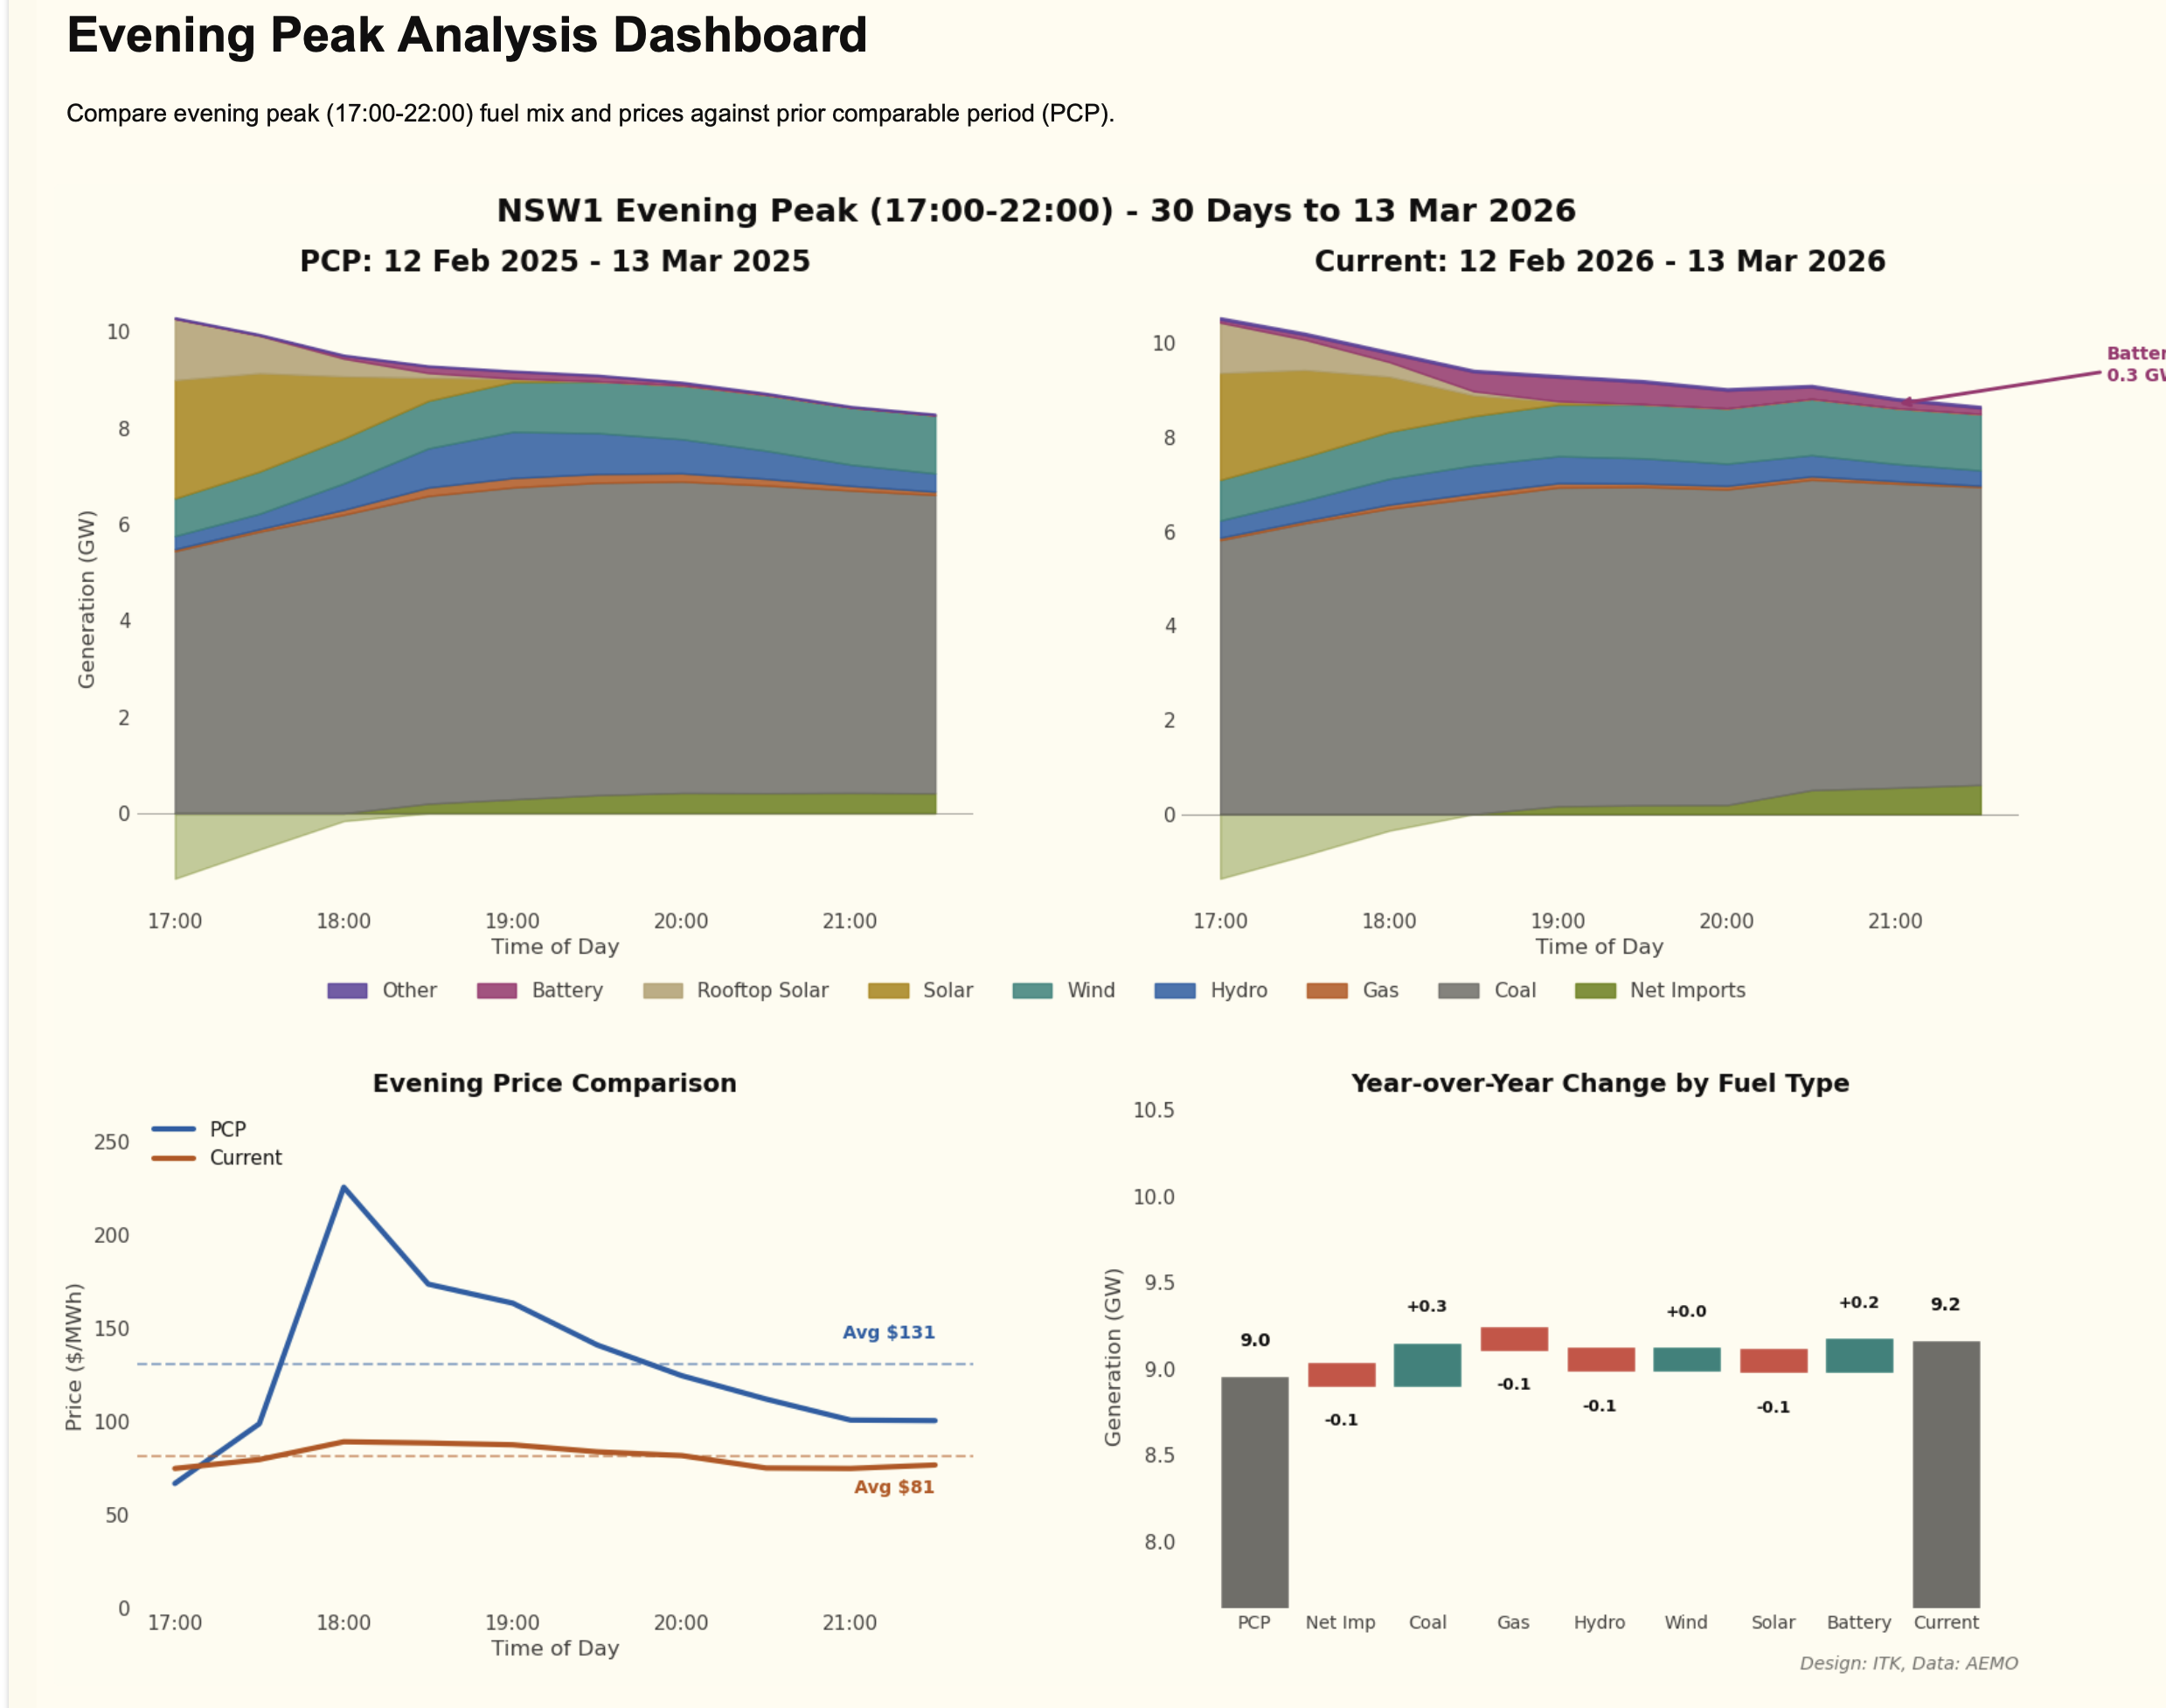 Evening Peak Analysis Dashboard
Compare evening peak (17:00-22:00) fuel mix and prices against prior comparable period (PCP).
NSW1 Evening Peak (17:00-22:00) - 30 Days to 13 Mar 2026
PCP: 12 Feb 2025 - 13 Mar 2025
Generation (GW)
10
8
6
4
2
0
17:00 18:00 19:00 20:00 21:00
Time of Day
Current: 12 Feb 2026 - 13 Mar 2026
Batter
0.3 GW
10
8
6
4
2
0
17:00 18:00 19:00 20:00 21:00
Time of Day
Other Battery Rooftop Solar Solar Wind Hydro Gas Coal Net Imports
Evening Price Comparison
PCP
Current
Price ($/MWh)
250
200
150
100
50
0
Avg $131
Avg $81
17:00 18:00 19:00 20:00 21:00
Time of Day
Year-over-Year Change by Fuel Type
Generation (GW)
10.5
10.0
9.5
9.0
8.5
8.0
9.0
-0.1
+0.3
-0.1
-0.1
+0.0
-0.1
+0.2
9.2
PCP Net Imp Coal Gas Hydro Wind Solar Battery Current
Design: ITK, Data: AEMO